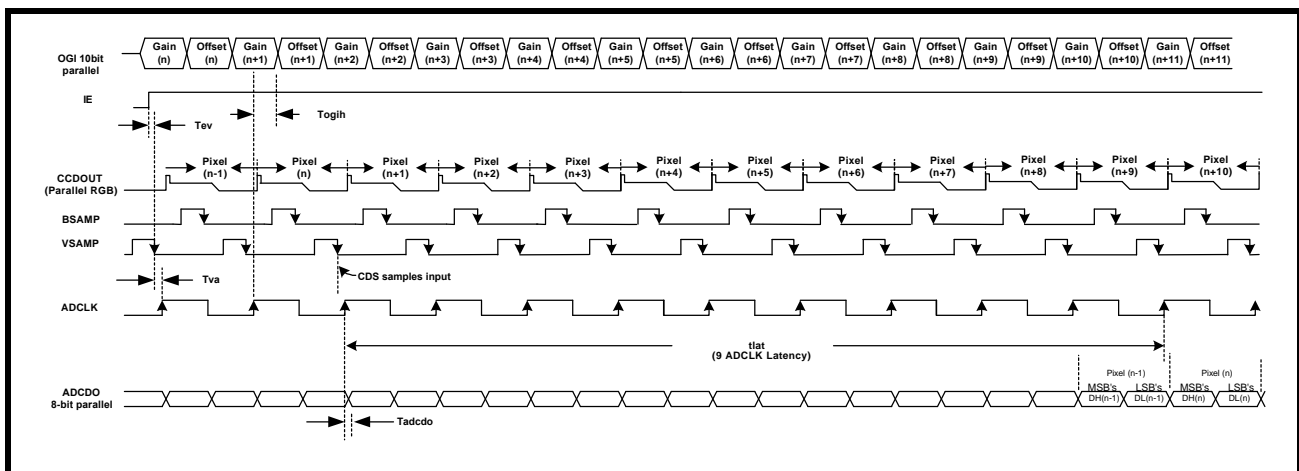 Gain Offset Gain Offset Gain Offset Gain Offset Gain Offset Gain Offset Gain Offset Gain Offset Gain Offset Gain Offset Gain Offset Gain Offset
OGI 10bit (n) (n) (n+1) (n+1) (n+2) (n+2) (n+3) (n+3) (n+4) (n+4) (n+5) (n+5) (n+6) (n+6) (n+7) (n+7) (n+8) (n+8) (n+9) (n+9) (n+10) (n+10) (n+11) (n+11)
parallel
IE
Togih
Tev
Pixel Pixel Pixel Pixel Pixel Pixel Pixel Pixel Pixel Pixel Pixel Pixel
(n-1) (n) (n+1) (n+2) (n+3) (n+4) (n+5) (n+6) (n+7) (n+8) (n+9) (n+10)
CCDOUT
(Parallel RGB)
BSAMP
VSAMP
CDS samples input
Tva
ADCLK
tlat
(9 ADCLK Latency)
Pixel (n-1) Pixel (n)
MSB's LSB's MSB's LSB's
ADCDO
8-bit parallel
DH(n-1) DL(n-1) DH(n) DL(n)
Tadcdo